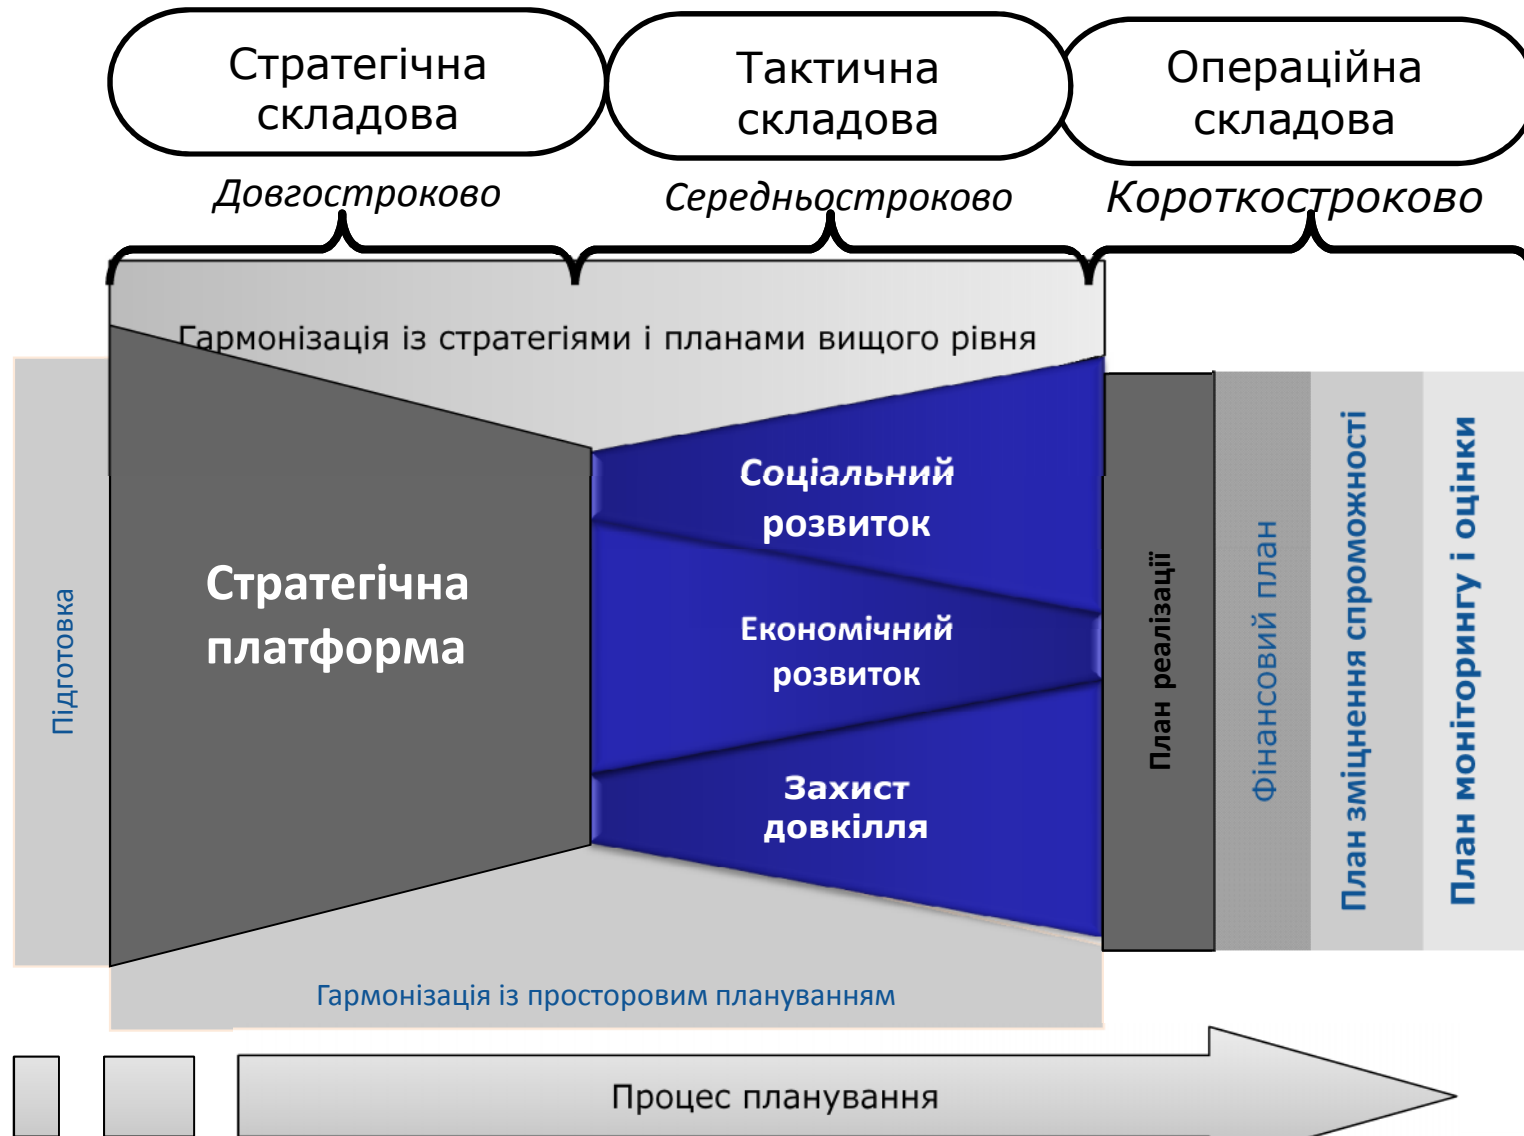 Стратегічна
складова
Тактична
складова
Операційна
складова
Довгостроково
Середньостроково
Короткостроково
Гармонізація із стратегіями і планами вищого рівня
Підготовка
Стратегічна
платформа
Соціальний
розвиток
Економічний
розвиток
Захист
довкілля
План реалізації
Фінансовий план
План зміцнення спроможності
План моніторингу і оцінки
Гармонізація із просторовим плануванням
Процес планування